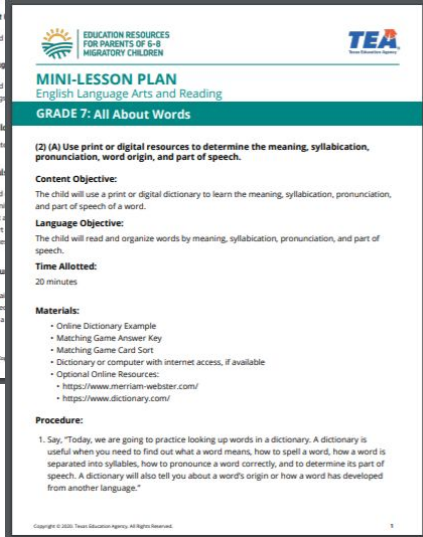 EDUCATION RESOURCES
FOR PARENTS OF 6-8
MIGRATORY CHILDREN
TEA
Texas Education Agency
MINI-LESSON PLAN
English Language Arts and Reading
GRADE 7: All About Words
(2) (A) Use print or digital resources to determine the meaning, syllabication,
pronunciation, word origin, and part of speech.
Content Objective:
The child will use a print or digital dictionary to learn the meaning, syllabication, pronunciation,
and part of speech of a word.
Language Objective:
The child will read and organize words by meaning, syllabication, pronunciation, and part of
speech.
Time Allotted:
20 minutes
Materials:
• Online Dictionary Example
• Matching Game Answer Key
• Matching Game Card Sort
• Dictionary or computer with internet access, if available
• Optional Online Resources:
• https://www.merriam-webster.com/
• https://www.dictionary.com/
Procedure:
1. Say, “Today, we are going to practice looking up words in a dictionary. A dictionary is
useful when you need to find out what a word means, how to spell a word, how a word is
separated into syllables, how to pronounce a word correctly, and to determine its part of
speech. A dictionary will also tell you about a word’s origin or how a word has developed
from another language.”
Copyright © 2020. Texas Education Agency. All Rights Reserved.